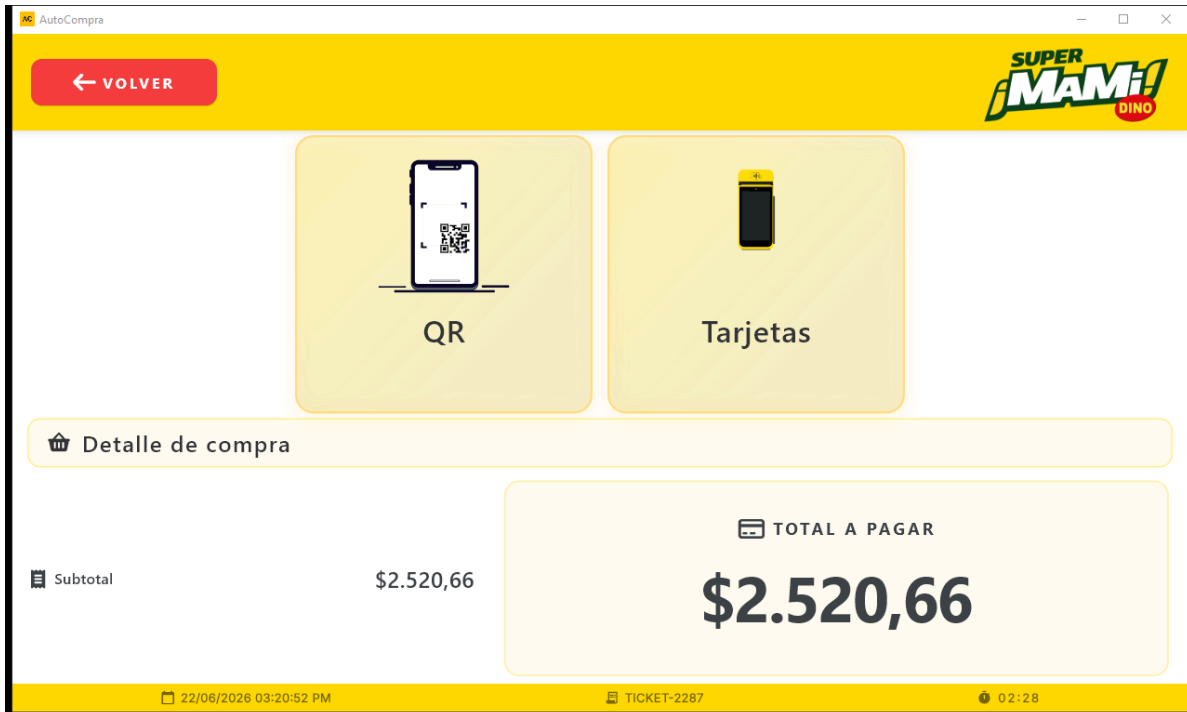 AC AutoCompra
← VOLVER
SUPER
¡MaMi!
DINO
QR
Tarjetas
Detalle de compra
TOTAL A PAGAR
Subtotal
$2.520,66
$2.520,66
22/06/2026 03:20:52 PM
TICKET-2287
02:28